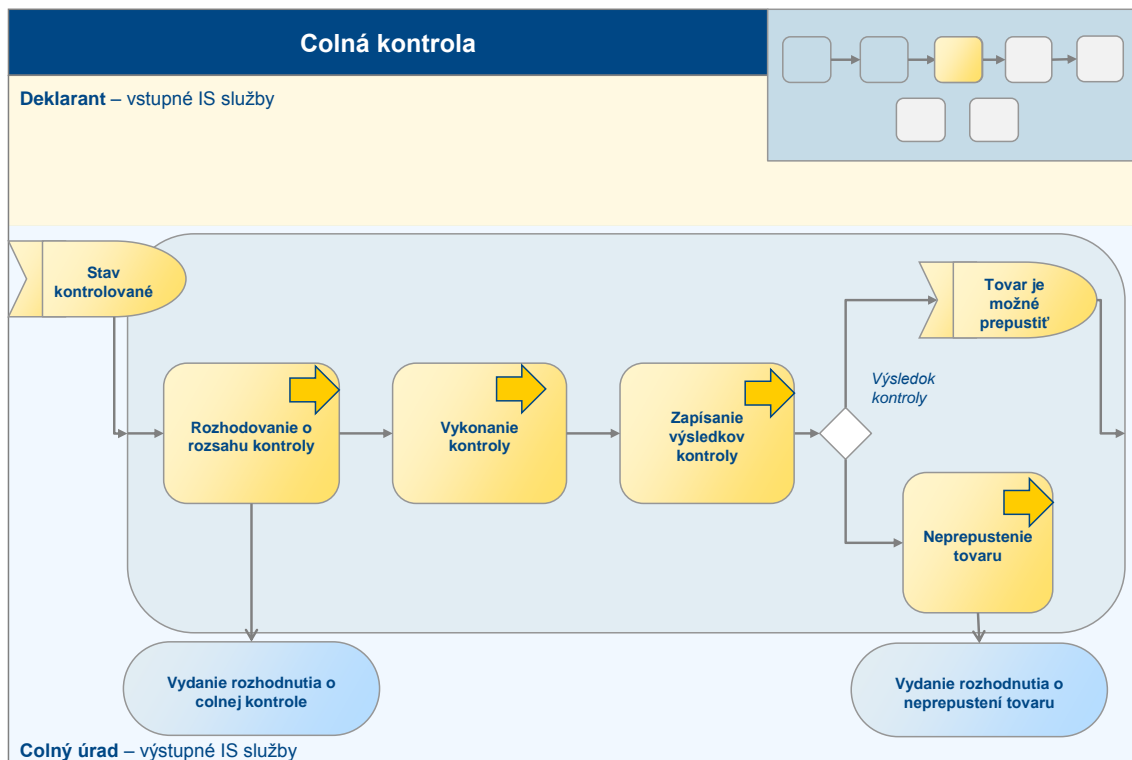 Colná kontrola
Deklarant – vstupné IS služby
Stav
kontrolované
Tovar je
možné
prepustiť
Výsledok
kontroly
Rozhodovanie o
rozsahu kontroly
Vykonanie
kontroly
Zapísanie
výsledkov
kontroly
Neprepustenie
tovaru
Vydanie rozhodnutia o
colnej kontrole
Vydanie rozhodnutia o
neprepustení tovaru
Colný úrad – výstupné IS služby